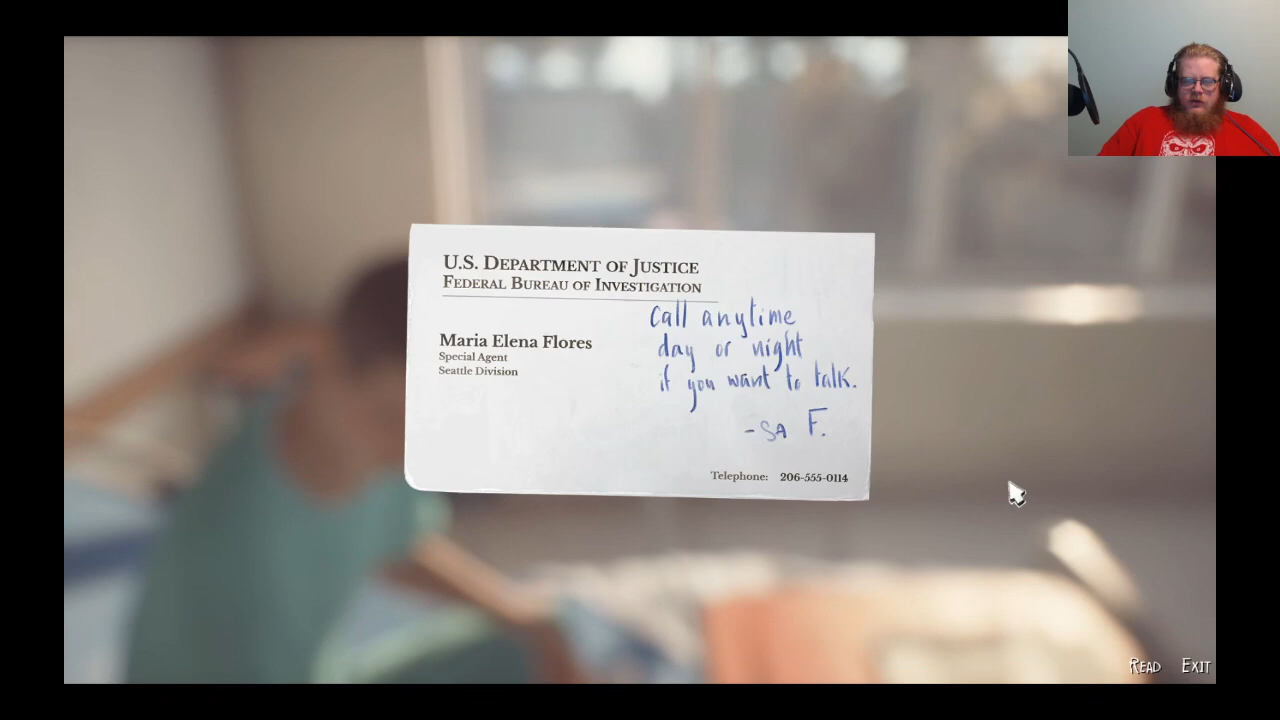 U.S. DEPARTMENT OF JUSTICE
FEDERAL BUREAU OF INVESTIGATION
call anytime
day or night
if you want to talk.
-SA F.
Maria Elena Flores
Special Agent
Seattle Division
Telephone: 206-555-0114
READ EXIT